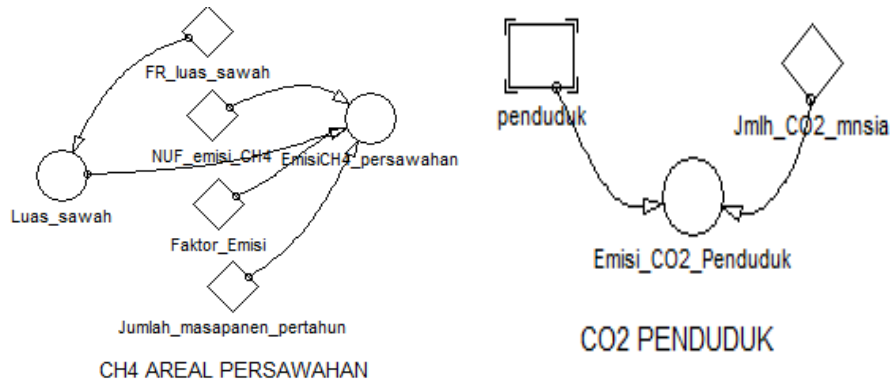 FR_luas_sawah
NUF_emisi_CH4
EmisiCH4_persawahan
Luas_sawah
Faktor_Emisi
Jumlah_masapanen_pertahun
CH4 AREAL PERSAWAHAN
penduduk
Jmlh_CO2_mnsia
Emisi_CO2_Penduduk
CO2 PENDUDUK